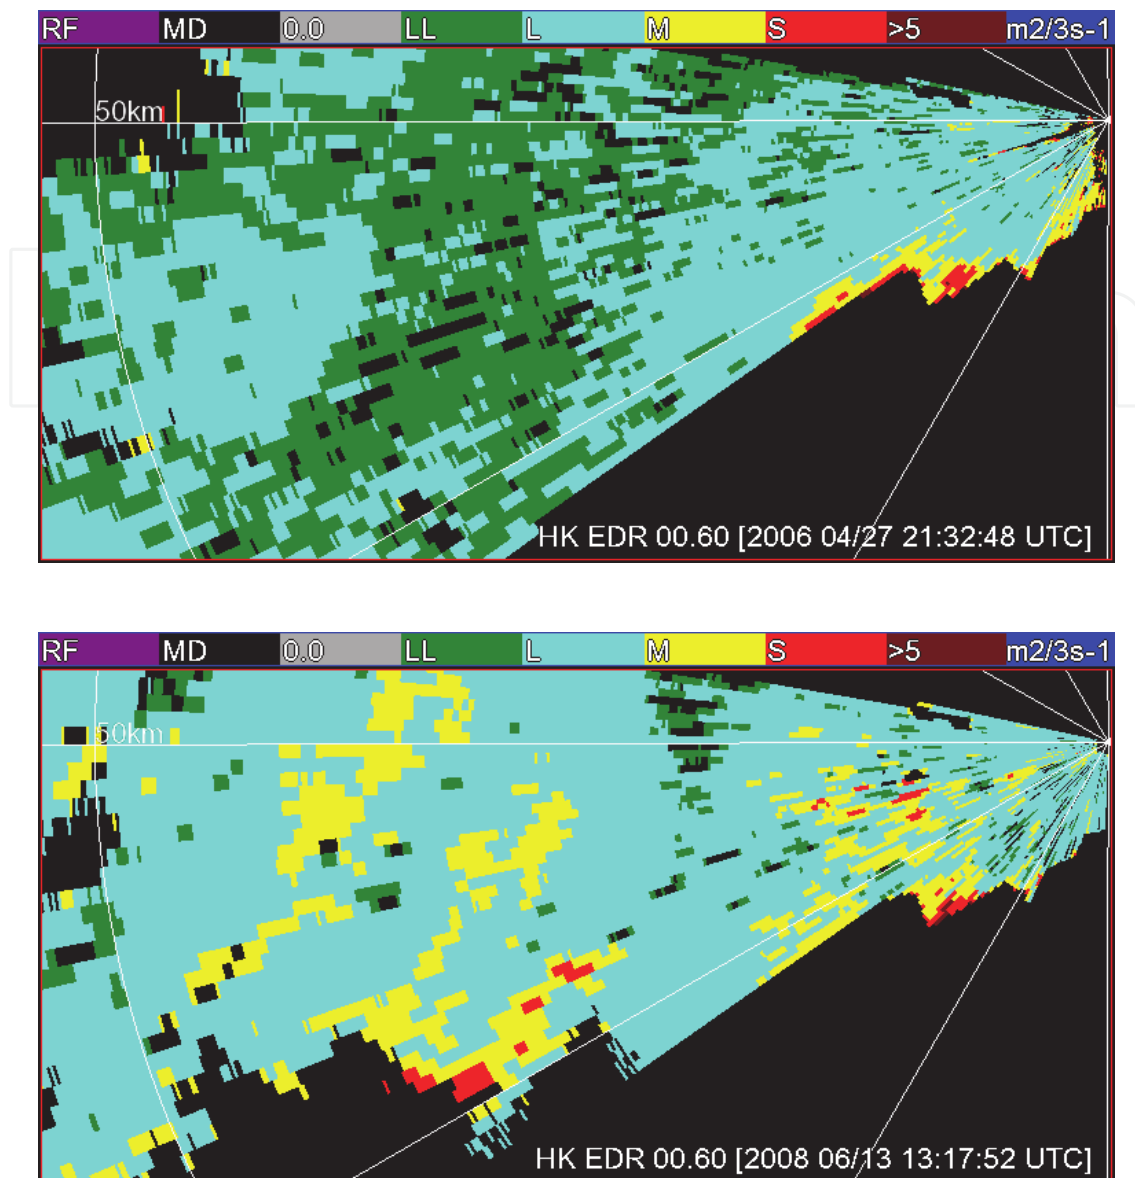 RF MD 0.0 LL L M S >5 m2/3s-1
50km
HK EDR 00.60 [2006 04/27 21:32:48 UTC]
RF MD 0.0 LL L M S >5 m2/3s-1
50km
HK EDR 00.60 [2008 06/13 13:17:52 UTC]